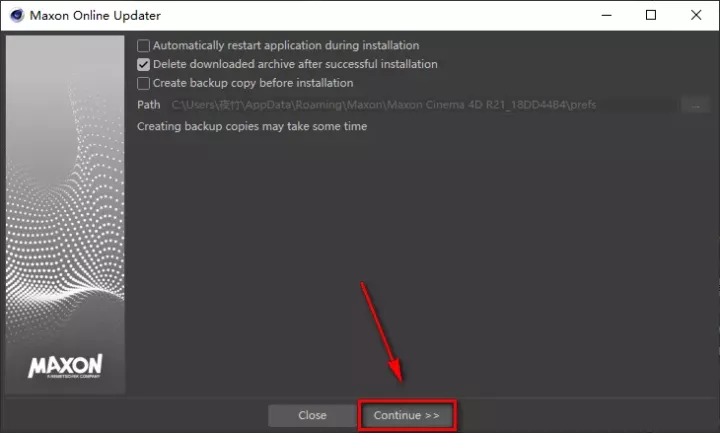 Maxon Online Updater
Automatically restart application during installation
Delete downloaded archive after successful installation
Create backup copy before installation
Path C:\Users\夜竹\AppData\Roaming\Maxon\Maxon Cinema 4D R21_18DD44B4\prefs ...
Creating backup copies may take some time
MAXON
A NEMETSCHEK COMPANY
Close Continue >>